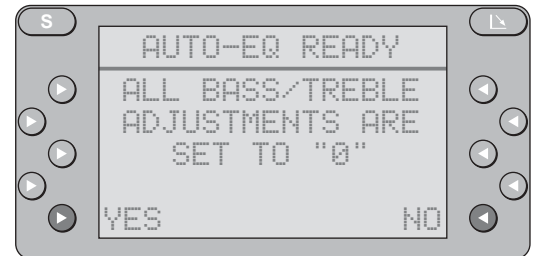 S
AUTO-EQ READY
ALL BASS/TREBLE
ADJUSTMENTS ARE
SET TO "0"
YES NO